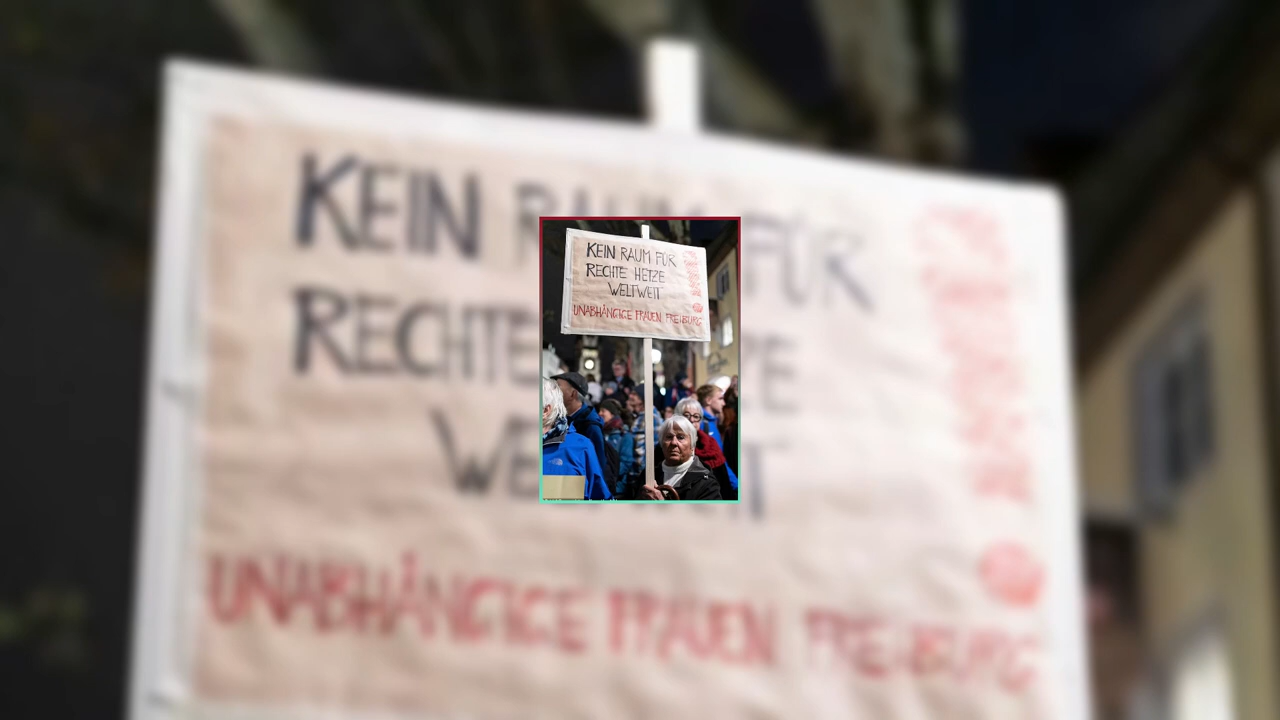 KEIN RAUM FÜR
RECHTE HETZE
WELTWEIT
UNABHÄNGIGE FRAUEN FREIBURG